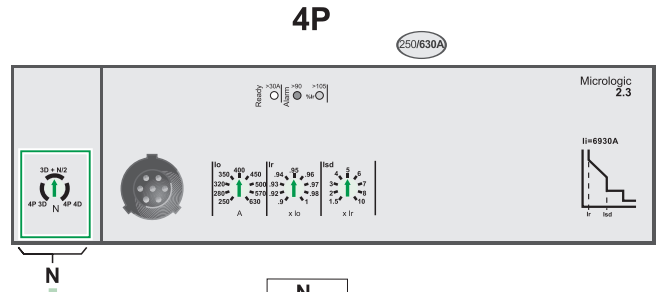 4P
250/630A
Micrologic
2.3
Ready
>30A
Alarm
>90
>105
%Ir
Ii=6930A
Ir
Isd
3D + N/2
4P 3D
N
4P 4D
Io
250
280
320
350
400
450
500
570
630
A
Ir
.9
.92
.93
.94
.95
.96
.97
.98
1
x Io
Isd
1.5
2
3
4
5
6
7
8
10
x Ir
N
N